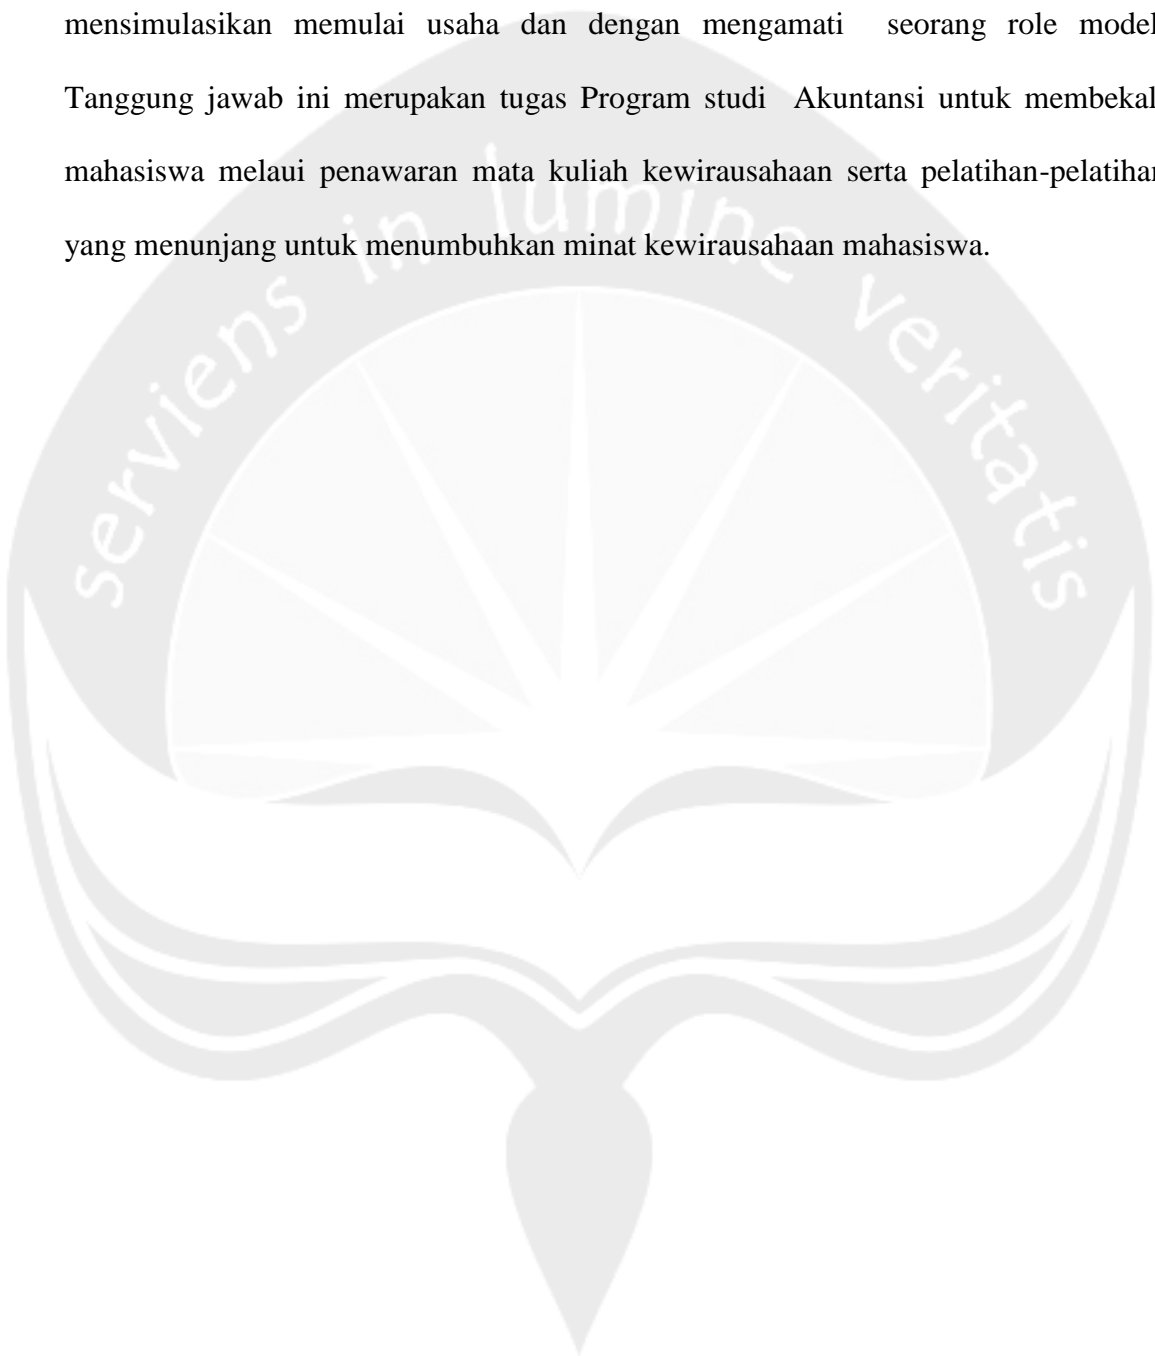 mensimulasikan memulai usaha dan dengan mengamati seorang role model
Tanggung jawab ini merupakan tugas Program studi Akuntansi untuk membekal
mahasiswa melaui penawaran mata kuliah kewirausahaan serta pelatihan-pelatihan
yang menunjang untuk menumbuhkan minat kewirausahaan mahasiswa.
serviens in lumine veritatis